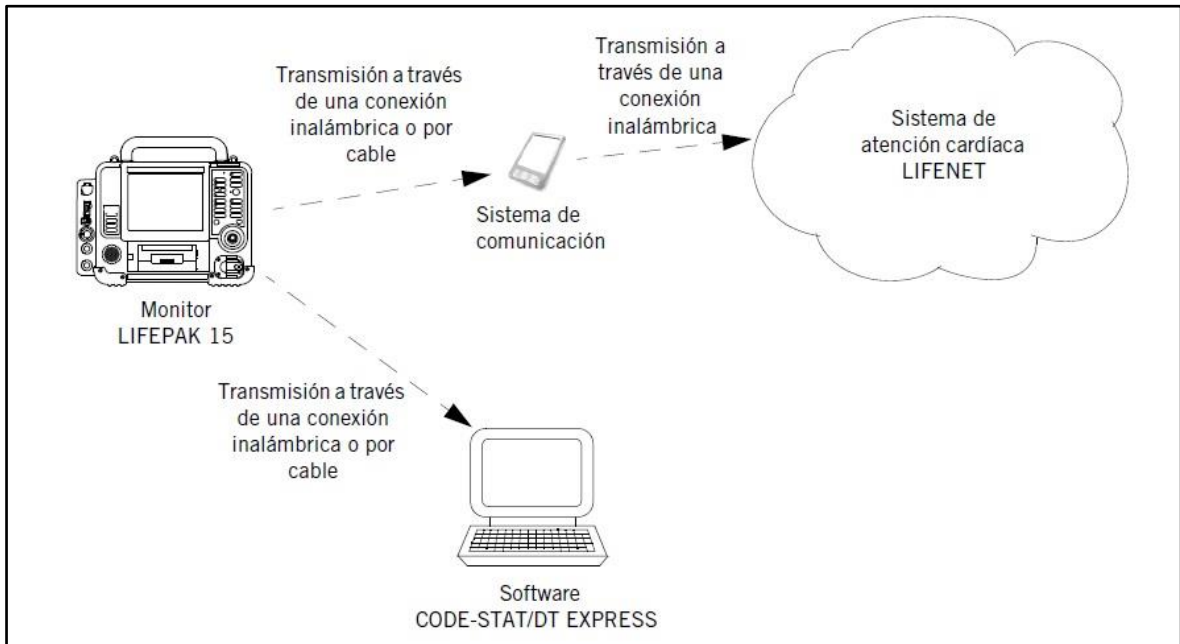 Transmisión a través
de una conexión
inalámbrica o por
cable
Transmisión a
través de una
conexión
inalámbrica
Sistema de
atención cardíaca
LIFENET
Sistema de
comunicación
Monitor
LIFEPAK 15
Transmisión a través
de una conexión
inalámbrica o por
cable
Software
CODE-STAT/DT EXPRESS